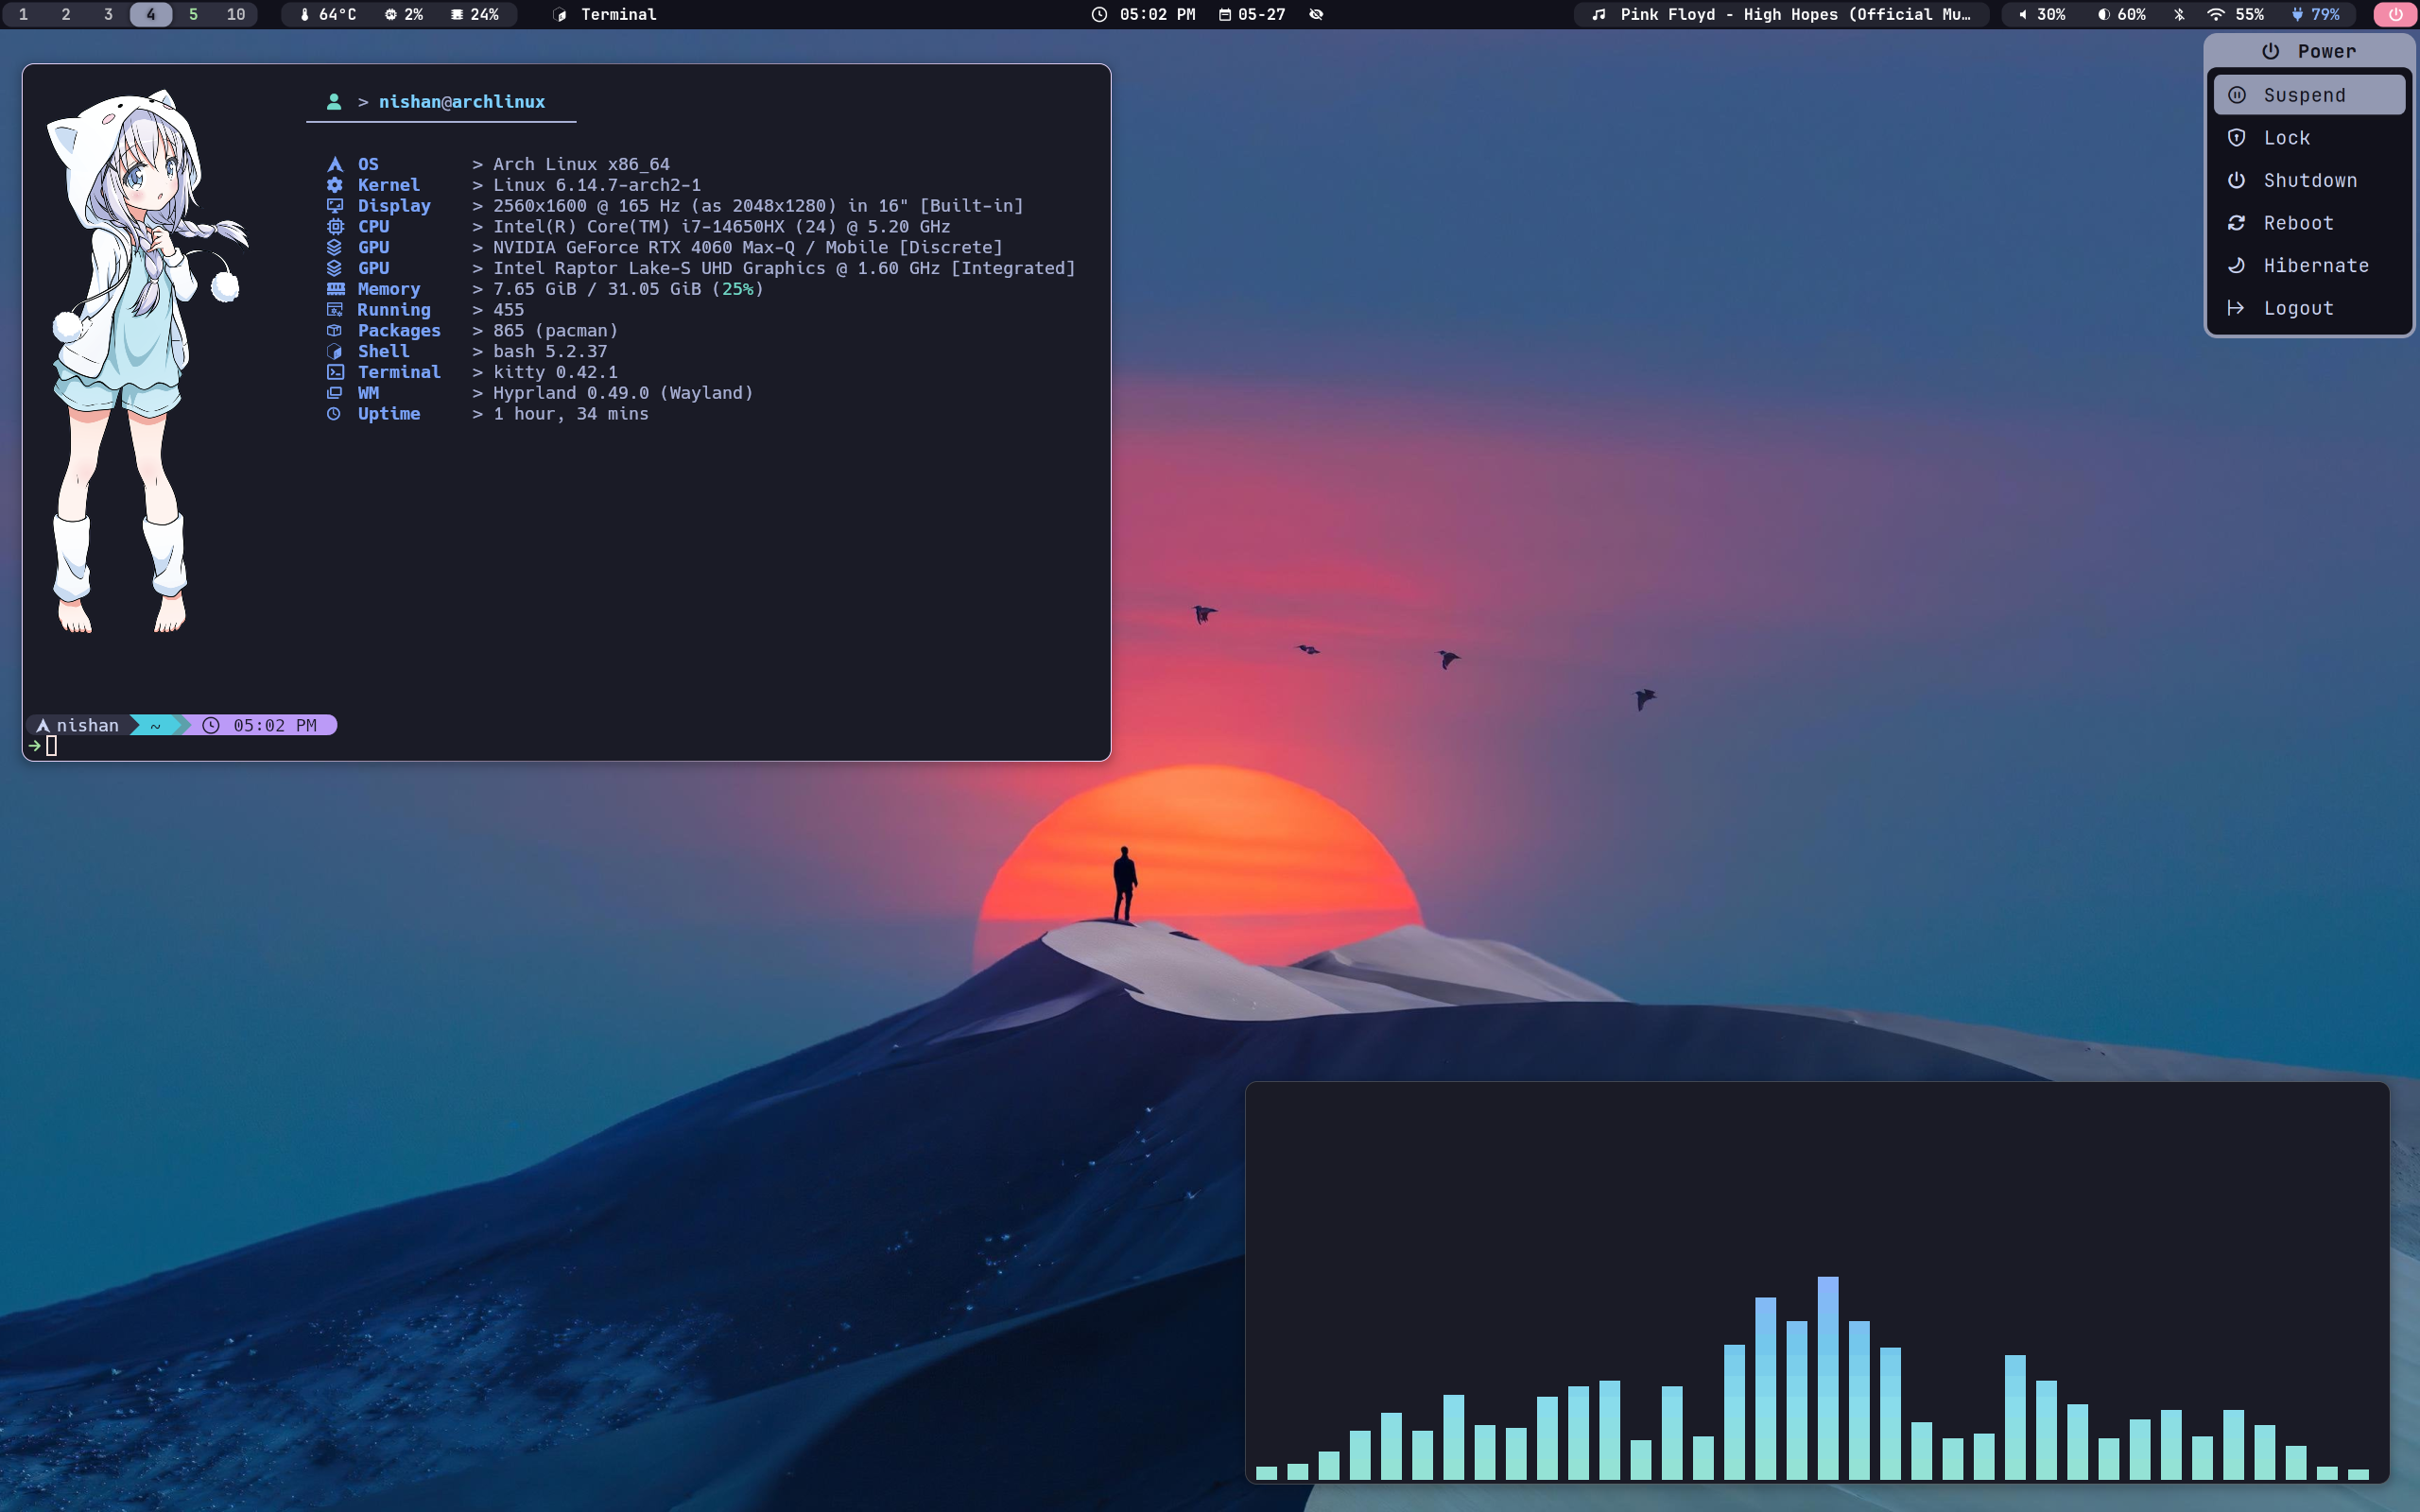 1 2 3 4 5 10 64°C 2% 24% Terminal 05:02 PM 05-27 Pink Floyd - High Hopes (Official Mu… 30% 60% 55% 79%
Power
Suspend
Lock
Shutdown
Reboot
Hibernate
Logout
> nishan@archlinux
OS > Arch Linux x86_64
Kernel > Linux 6.14.7-arch2-1
Display > 2560x1600 @ 165 Hz (as 2048x1280) in 16" [Built-in]
CPU > Intel(R) Core(TM) i7-14650HX (24) @ 5.20 GHz
GPU > NVIDIA GeForce RTX 4060 Max-Q / Mobile [Discrete]
GPU > Intel Raptor Lake-S UHD Graphics @ 1.60 GHz [Integrated]
Memory > 7.65 GiB / 31.05 GiB (25%)
Running > 455
Packages > 865 (pacman)
Shell > bash 5.2.37
Terminal > kitty 0.42.1
WM > Hyprland 0.49.0 (Wayland)
Uptime > 1 hour, 34 mins
nishan ~ 05:02 PM
→